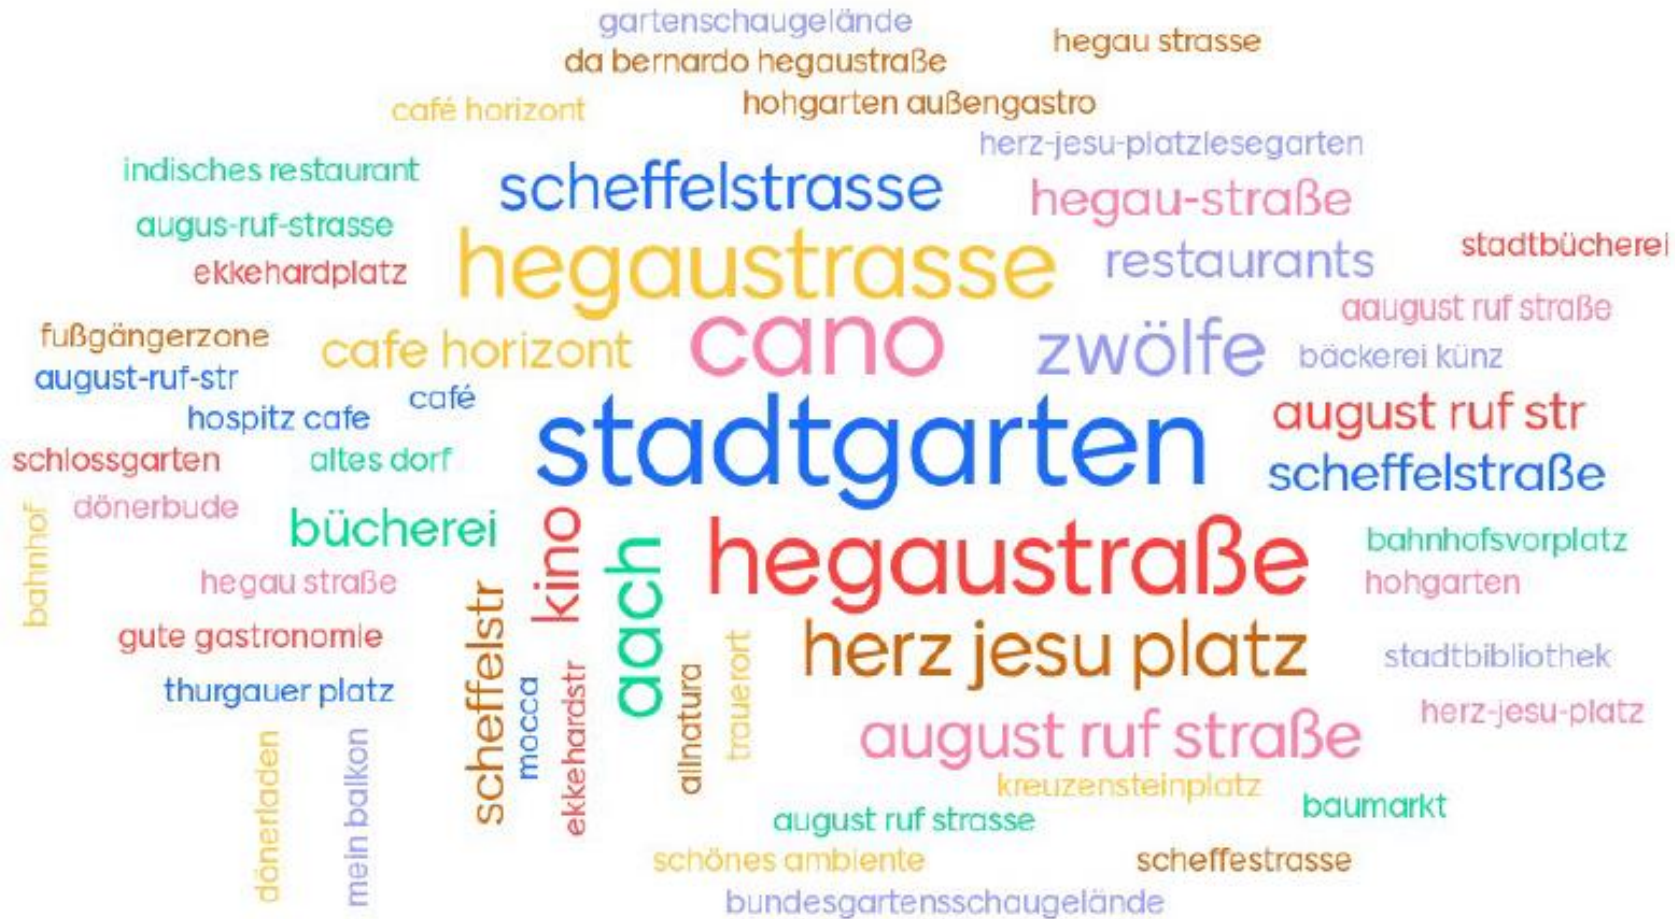 gartenschaugelände
hegau strasse
da bernardo hegaustraße
café horizont
hohgarten außengastro
herz-jesu-platzlesegarten
indisches restaurant
scheffelstrasse
hegau-straße
augus-ruf-strasse
stadtbücherei
ekkehardplatz
hegaustrasse
restaurants
aaugust ruf straße
fußgängerzone
cafe horizont
cano
zwölfe
bäckerei künz
august-ruf-str
café
hospitz cafe
august ruf str
stadtgarten
schlossgarten
altes dorf
scheffelstraße
dönerbude
bücherei
bahnhof
kino
aach
hegaustraße
bahnhofsvorplatz
hegau straße
hohgarten
gute gastronomie
scheffelstr
herz jesu platz
stadtbibliothek
thurgauer platz
mocca
ekkehardstr
allnatura
trauerort
herz-jesu-platz
august ruf straße
dönerladen
mein balkon
kreuzensteinplatz
baumarkt
august ruf strasse
schönes ambiente
scheffestrasse
bundesgartensschaugelände